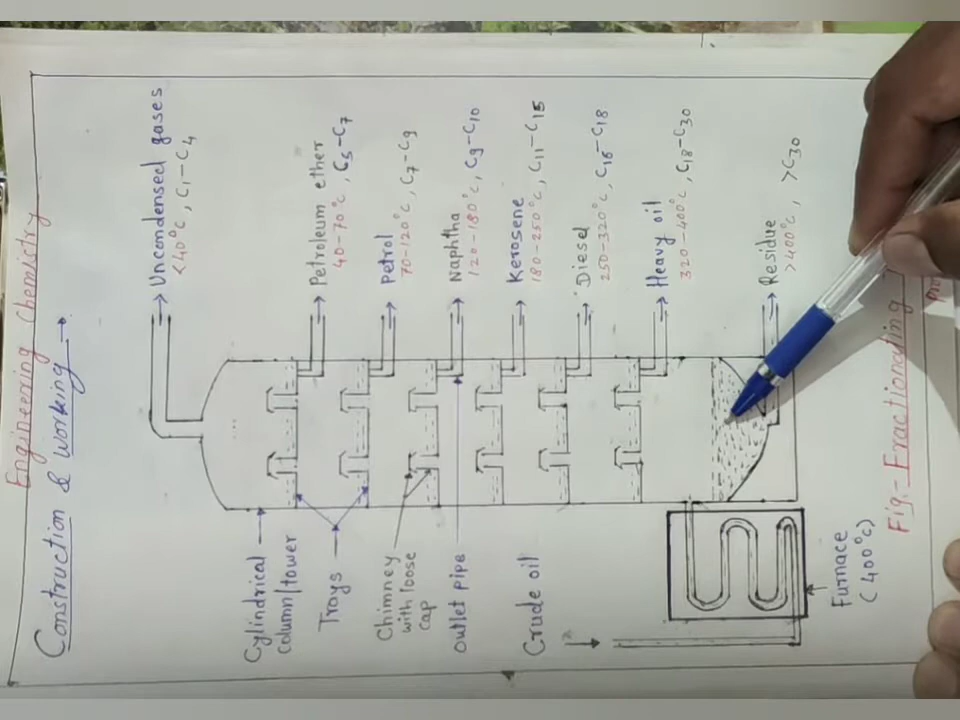 Engineering Chemistry
Construction & Working →
→ Uncondensed gases
<40°C, C1-C4
→ Petroleum ether
40-70°C, C5-C7
→ Petrol
70-120°C, C7-C9
→ Naphtha
120-180°C, C9-C10
→ Kerosene
180-250°C, C11-C15
→ Diesel
250-320°C, C16-C18
→ Heavy oil
320-400°C, C18-C30
→ Residue
>400°C, >C30
Cylindrical
column/tower
Trays
Chimney
with loose
cap
outlet pipe
Crude oil
Furnace
(400°C)
Fig:- Fractionating